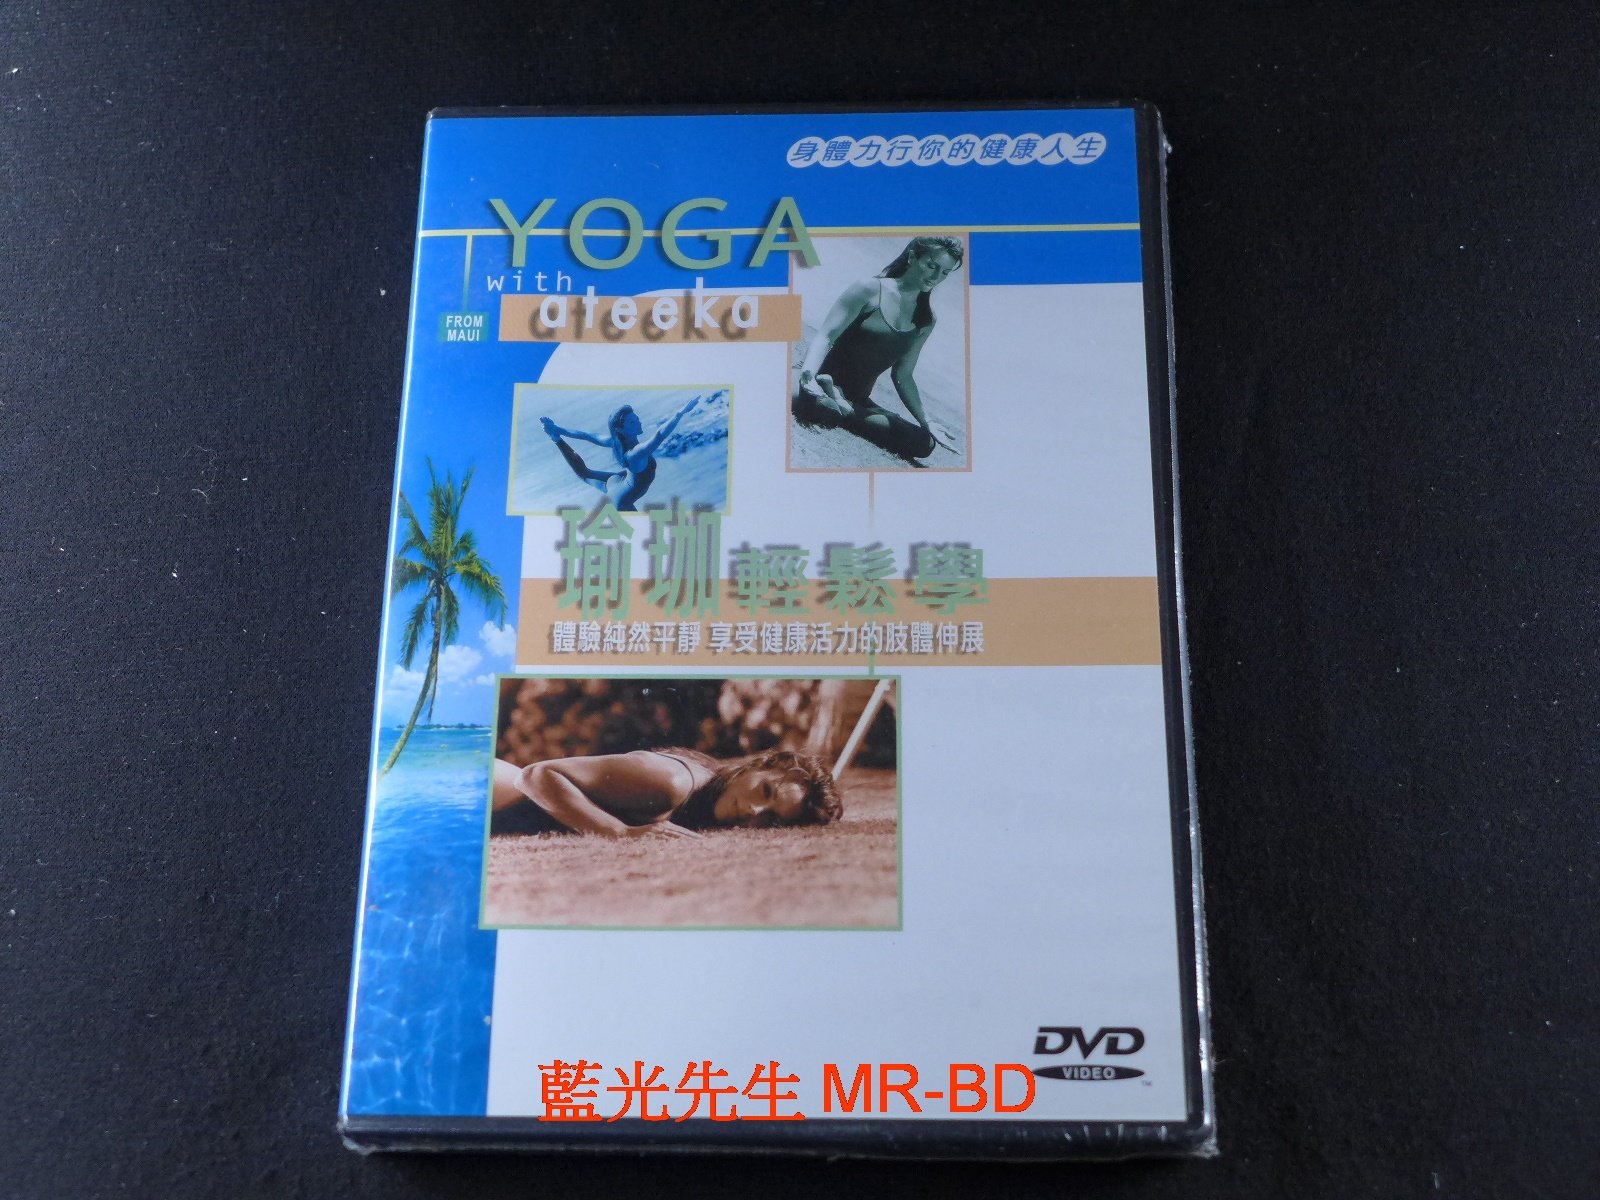 身體力行你的健康人生
YOGA
with
ateeka
FROM
MAUI
瑜珈輕鬆學
體驗純然平靜 享受健康活力的肢體伸展
DVD
VIDEO
TM
藍光先生 MR-BD